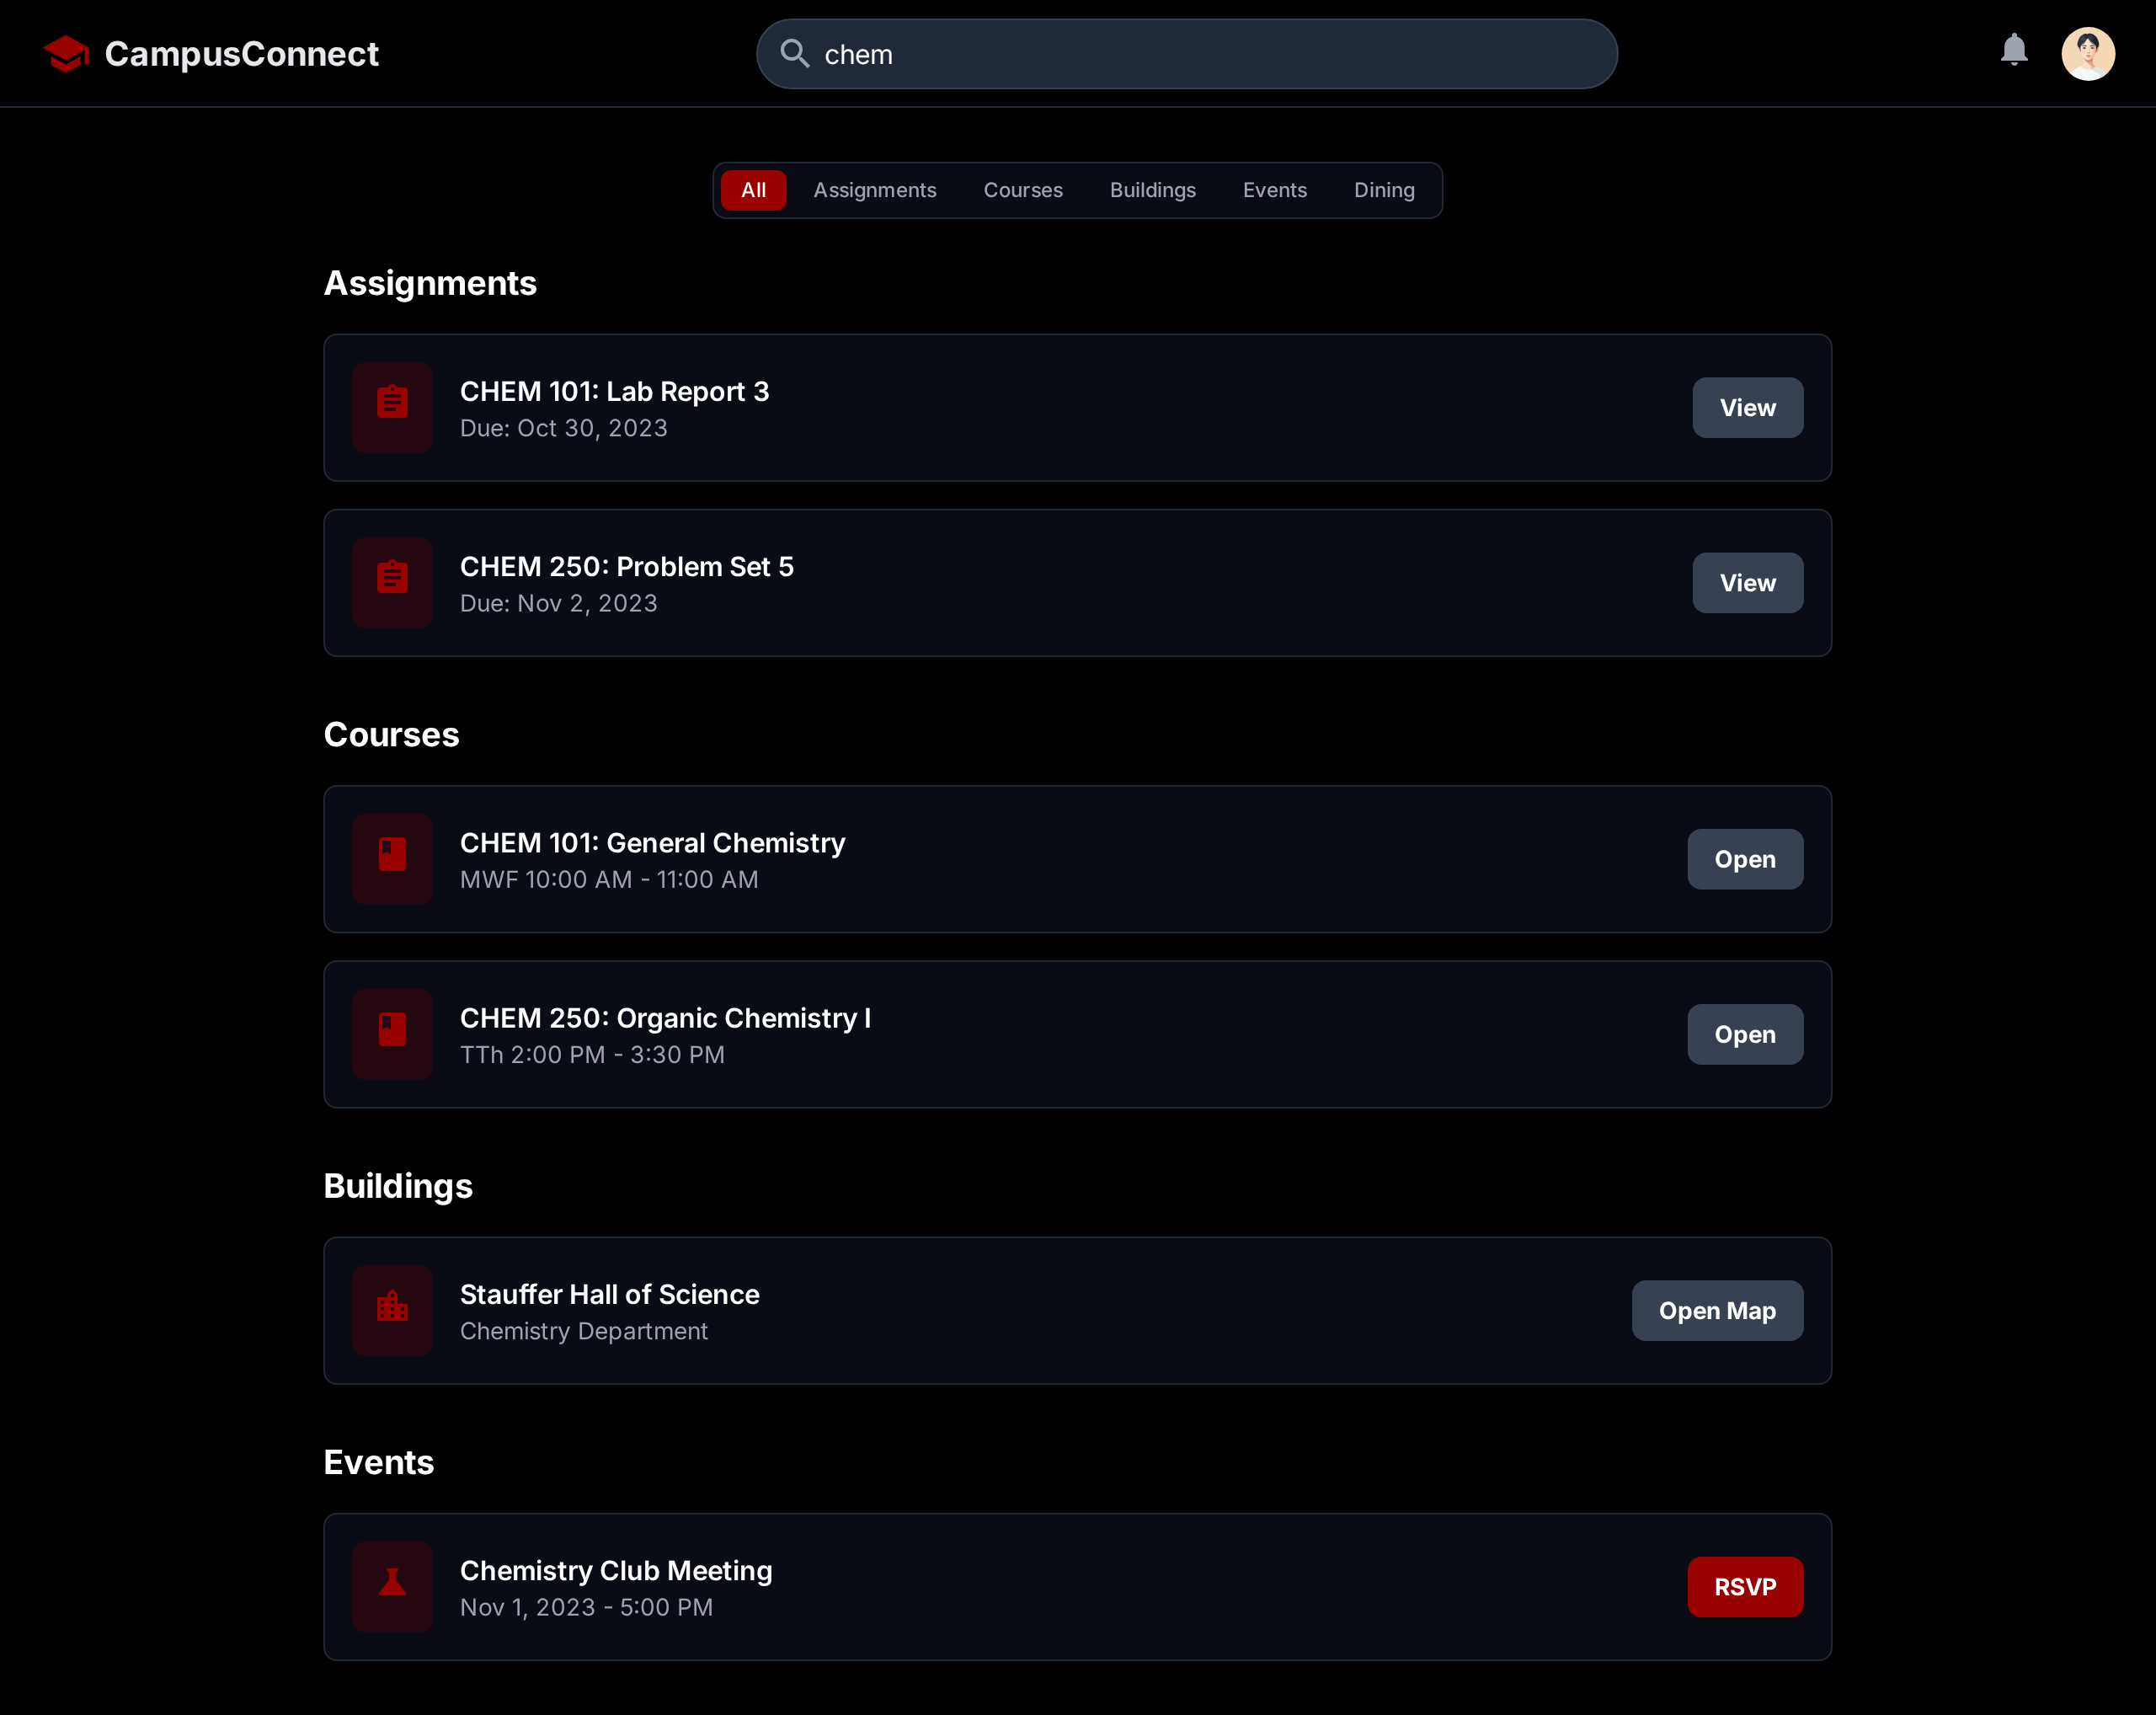 CampusConnect
chem
All
Assignments
Courses
Buildings
Events
Dining
Assignments
CHEM 101: Lab Report 3
Due: Oct 30, 2023
View
CHEM 250: Problem Set 5
Due: Nov 2, 2023
View
Courses
CHEM 101: General Chemistry
MWF 10:00 AM - 11:00 AM
Open
CHEM 250: Organic Chemistry I
TTh 2:00 PM - 3:30 PM
Open
Buildings
Stauffer Hall of Science
Chemistry Department
Open Map
Events
Chemistry Club Meeting
Nov 1, 2023 - 5:00 PM
RSVP